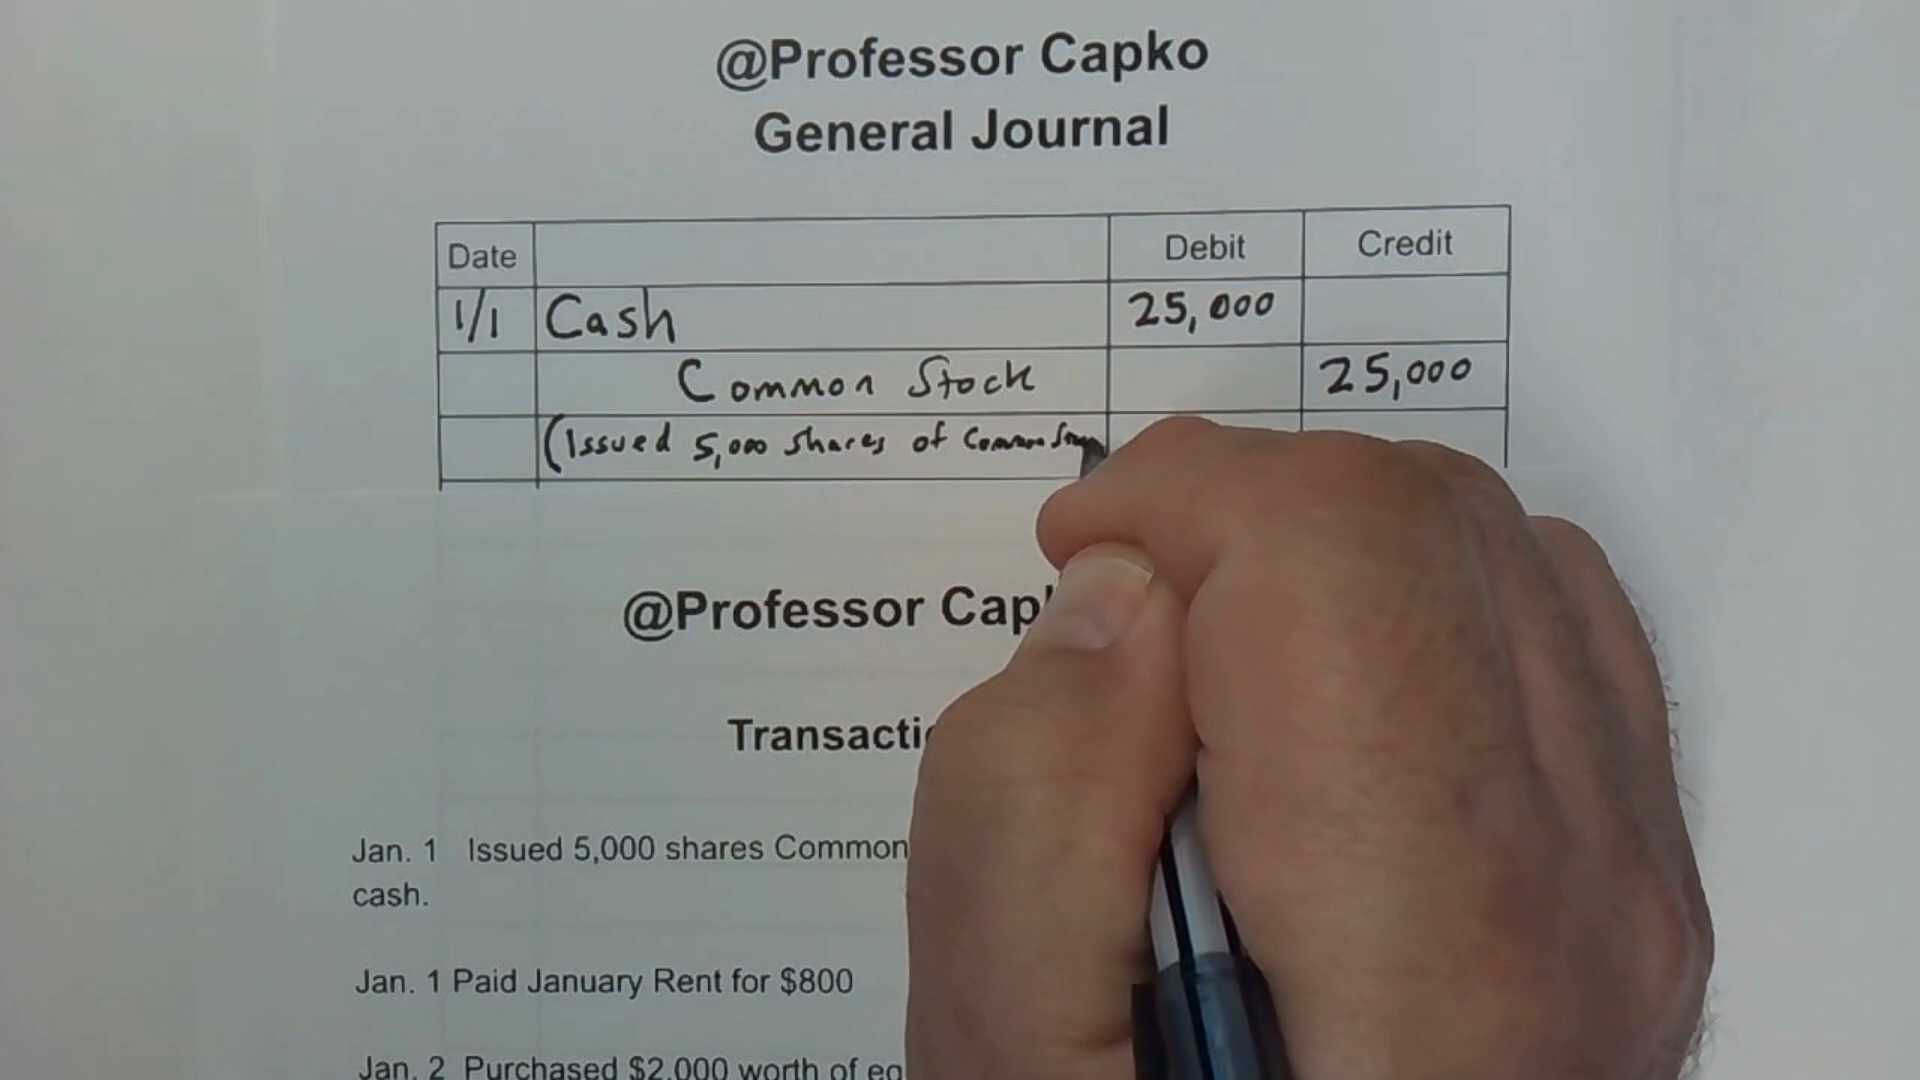 @Professor Capko
General Journal
Date Debit Credit
1/1 Cash 25,000
Common Stock 25,000
(Issued 5,000 shares of Common
@Professor Cap
Transacti
Jan. 1 Issued 5,000 shares Common
cash.
Jan. 1 Paid January Rent for $800
Jan. 2 Purchased $2,000 worth of eq